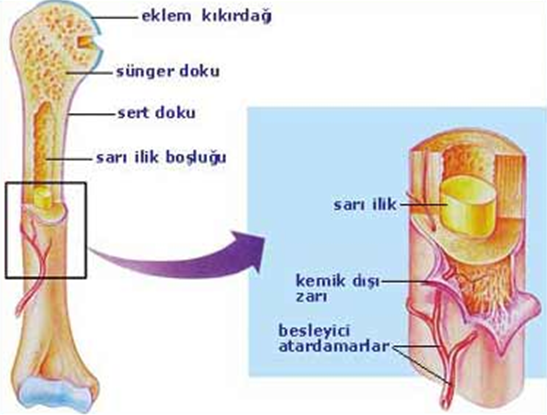 eklem kıkırdağı
sünger doku
sert doku
sarı ilik boşluğu
sarı ilik
kemik dışı
zarı
besleyici
atardamarlar